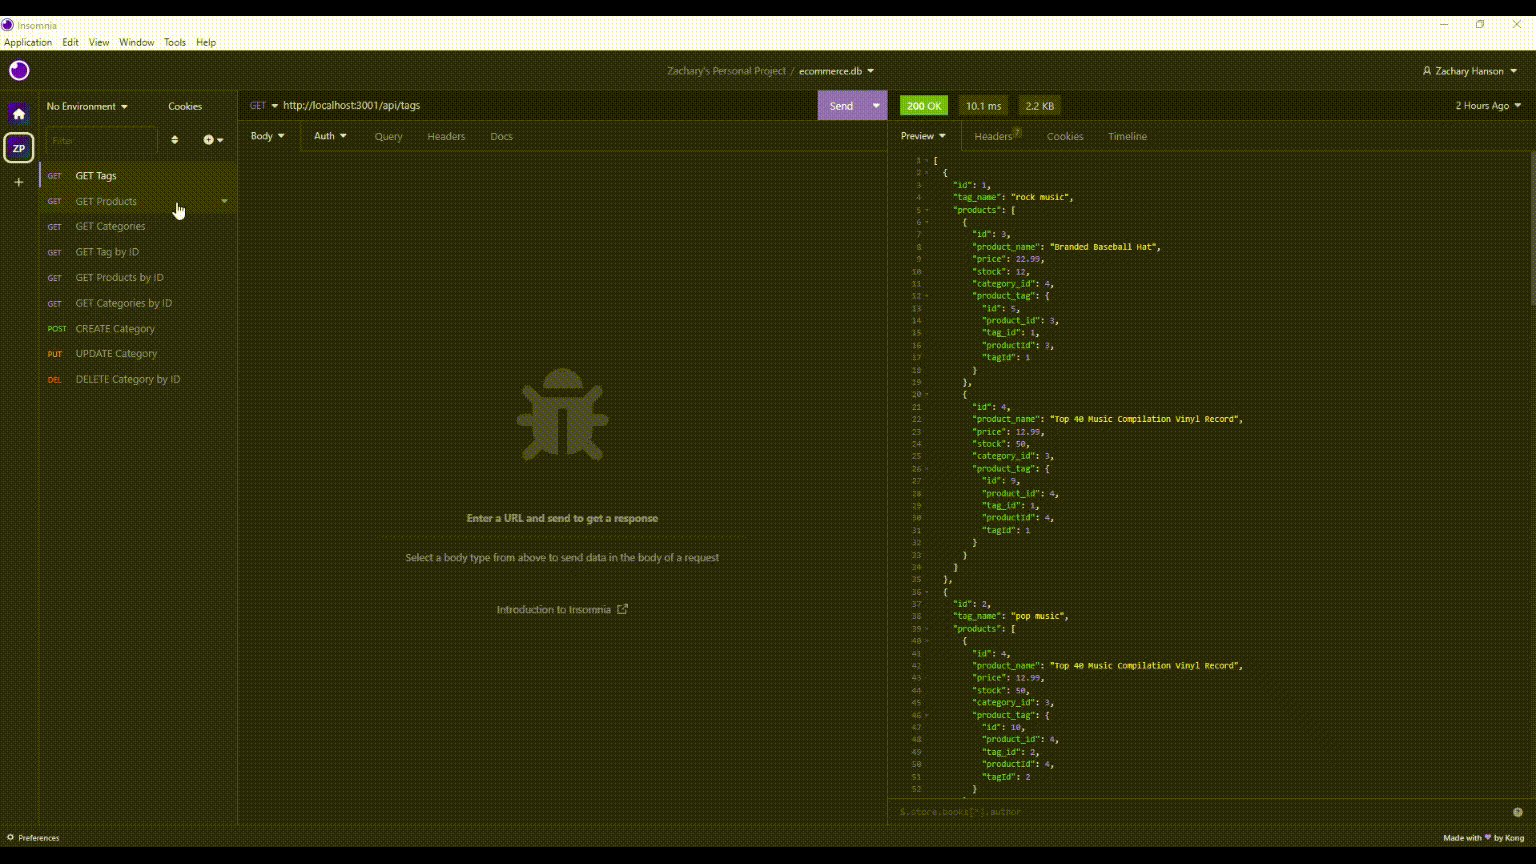 Insomnia
Application Edit View Window Tools Help
Zachary's Personal Project / ecommerce.db
Zachary Hanson
No Environment
Cookies
GET http://localhost:3001/api/tags
Send
200 OK
10.1 ms
2.2 KB
2 Hours Ago
Filter
Body
Auth
Query
Headers
Docs
Preview
Headers 7
Cookies
Timeline
ZP
GET GET Tags
GET GET Products
GET GET Categories
GET GET Tag by ID
GET GET Products by ID
GET GET Categories by ID
POST CREATE Category
PUT UPDATE Category
DEL DELETE Category by ID
Enter a URL and send to get a response
Select a body type from above to send data in the body of a request
Introduction to Insomnia
1 [
2 {
3 "id": 1,
4 "tag_name": "rock music",
5 "products": [
6 {
7 "id": 3,
8 "product_name": "Branded Baseball Hat",
9 "price": 22.99,
10 "stock": 12,
11 "category_id": 4,
12 "product_tag": {
13 "id": 5,
14 "product_id": 3,
15 "tag_id": 1,
16 "productId": 3,
17 "tagId": 1
18 }
19 },
20 {
21 "id": 4,
22 "product_name": "Top 40 Music Compilation Vinyl Record",
23 "price": 12.99,
24 "stock": 50,
25 "category_id": 3,
26 "product_tag": {
27 "id": 9,
28 "product_id": 4,
29 "tag_id": 1,
30 "productId": 4,
31 "tagId": 1
32 }
33 }
34 ]
35 },
36 {
37 "id": 2,
38 "tag_name": "pop music",
39 "products": [
40 {
41 "id": 4,
42 "product_name": "Top 40 Music Compilation Vinyl Record",
43 "price": 12.99,
44 "stock": 50,
45 "category_id": 3,
46 "product_tag": {
47 "id": 10,
48 "product_id": 4,
49 "tag_id": 2,
50 "productId": 4,
51 "tagId": 2
52 }
$.store.books[*].author
Preferences
Made with ♥ by Kong